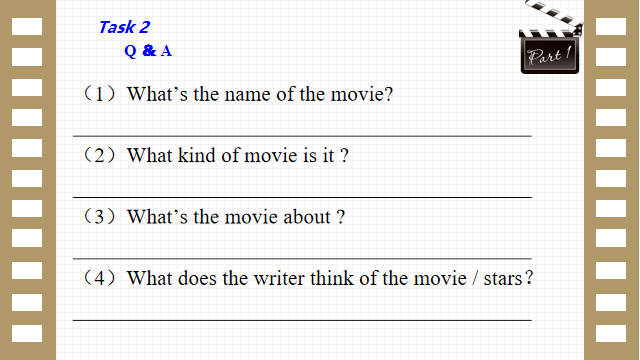 Task 2
Q & A
Part 1
（1）What’s the name of the movie?
（2）What kind of movie is it ?
（3）What’s the movie about ?
（4）What does the writer think of the movie / stars？